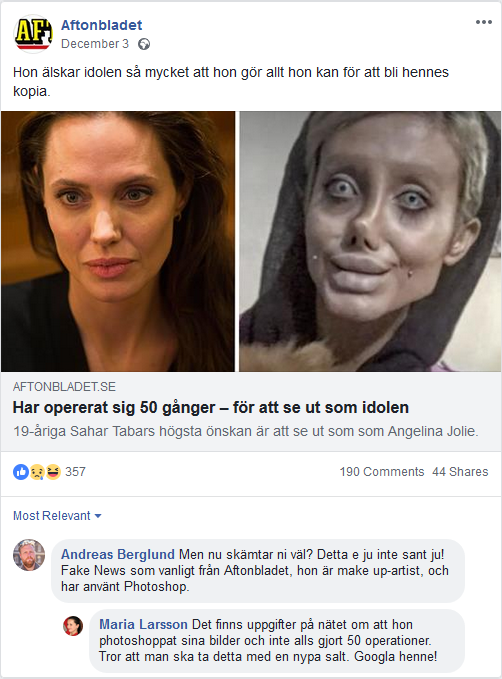 AF
Aftonbladet
December 3
Hon älskar idolen så mycket att hon gör allt hon kan för att bli hennes
kopia.
AFTONBLADET.SE
Har opererat sig 50 gånger – för att se ut som idolen
19-åriga Sahar Tabars högsta önskan är att se ut som som Angelina Jolie.
357
190 Comments 44 Shares
Most Relevant
Andreas Berglund Men nu skämtar ni väl? Detta e ju inte sant ju!
Fake News som vanligt från Aftonbladet, hon är make up-artist, och
har använt Photoshop.
Maria Larsson Det finns uppgifter på nätet om att hon
photoshoppat sina bilder och inte alls gjort 50 operationer.
Tror att man ska ta detta med en nypa salt. Googla henne!